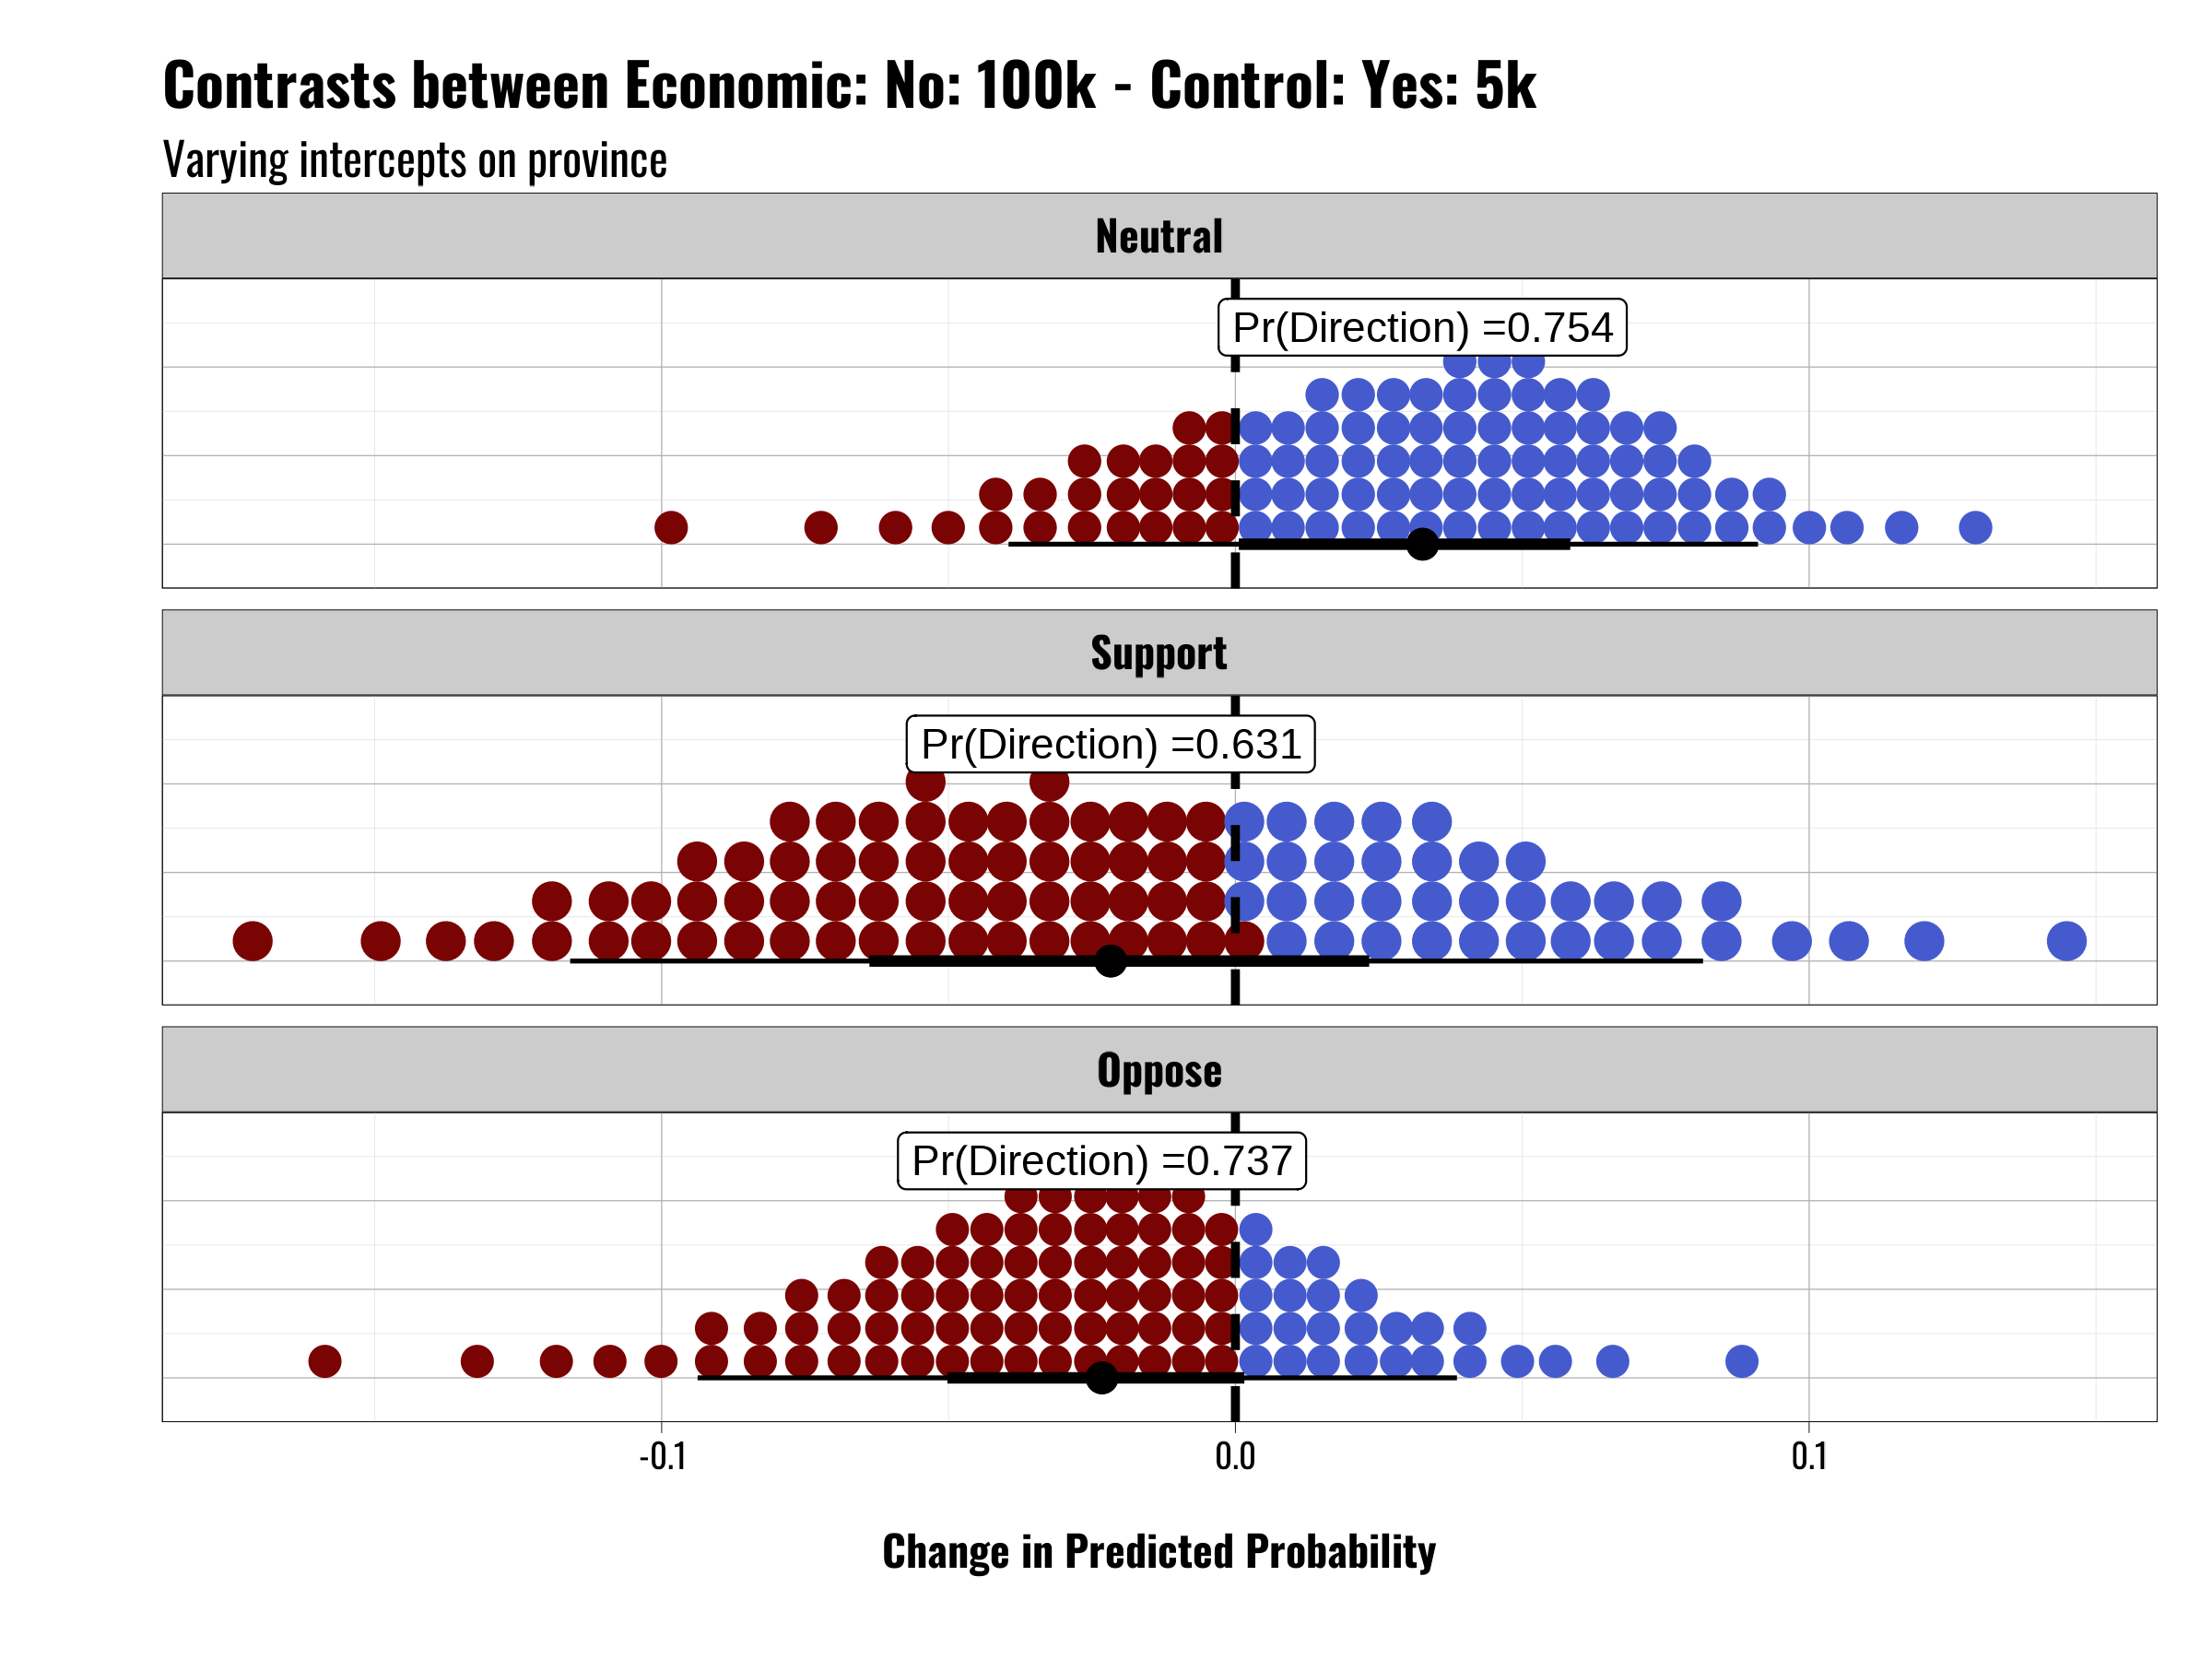 Contrasts between Economic: No: 100k - Control: Yes: 5k
Varying intercepts on province
Neutral
Pr(Direction) =0.754
Support
Pr(Direction) =0.631
Oppose
Pr(Direction) =0.737
-0.1 0.0 0.1
Change in Predicted Probability